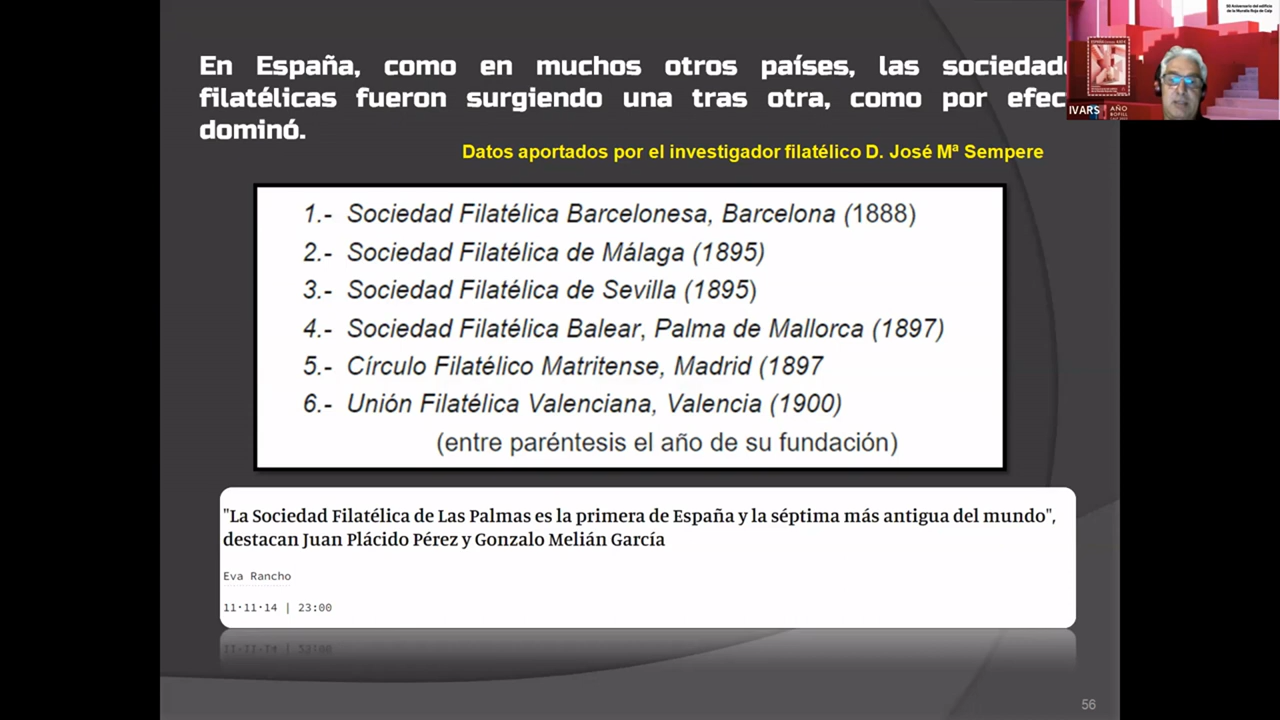 En España, como en muchos otros países, las
filatélicas fueron surgiendo una tras otra, como por
dominó.
Datos aportados por el investigador filatélico D. José Mª Sempere
1.- Sociedad Filatélica Barcelonesa, Barcelona (1888)
2.- Sociedad Filatélica de Málaga (1895)
3.- Sociedad Filatélica de Sevilla (1895)
4.- Sociedad Filatélica Balear, Palma de Mallorca (1897)
5.- Círculo Filatélico Matritense, Madrid (1897
6.- Unión Filatélica Valenciana, Valencia (1900)
(entre paréntesis el año de su fundación)
"La Sociedad Filatélica de Las Palmas es la primera de España y la séptima más antigua del mundo",
destacan Juan Plácido Pérez y Gonzalo Melián García
Eva Rancho
11·11·14 | 23:00
56
IVARS
AÑO
BOFILL